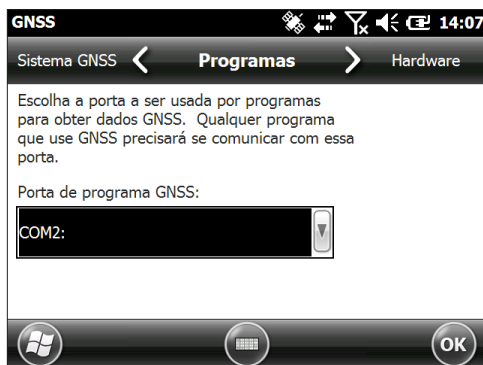 GNSS 14:07
Sistema GNSS Programas Hardware
Escolha a porta a ser usada por programas
para obter dados GNSS. Qualquer programa
que use GNSS precisará se comunicar com essa
porta.
Porta de programa GNSS:
COM2:
OK